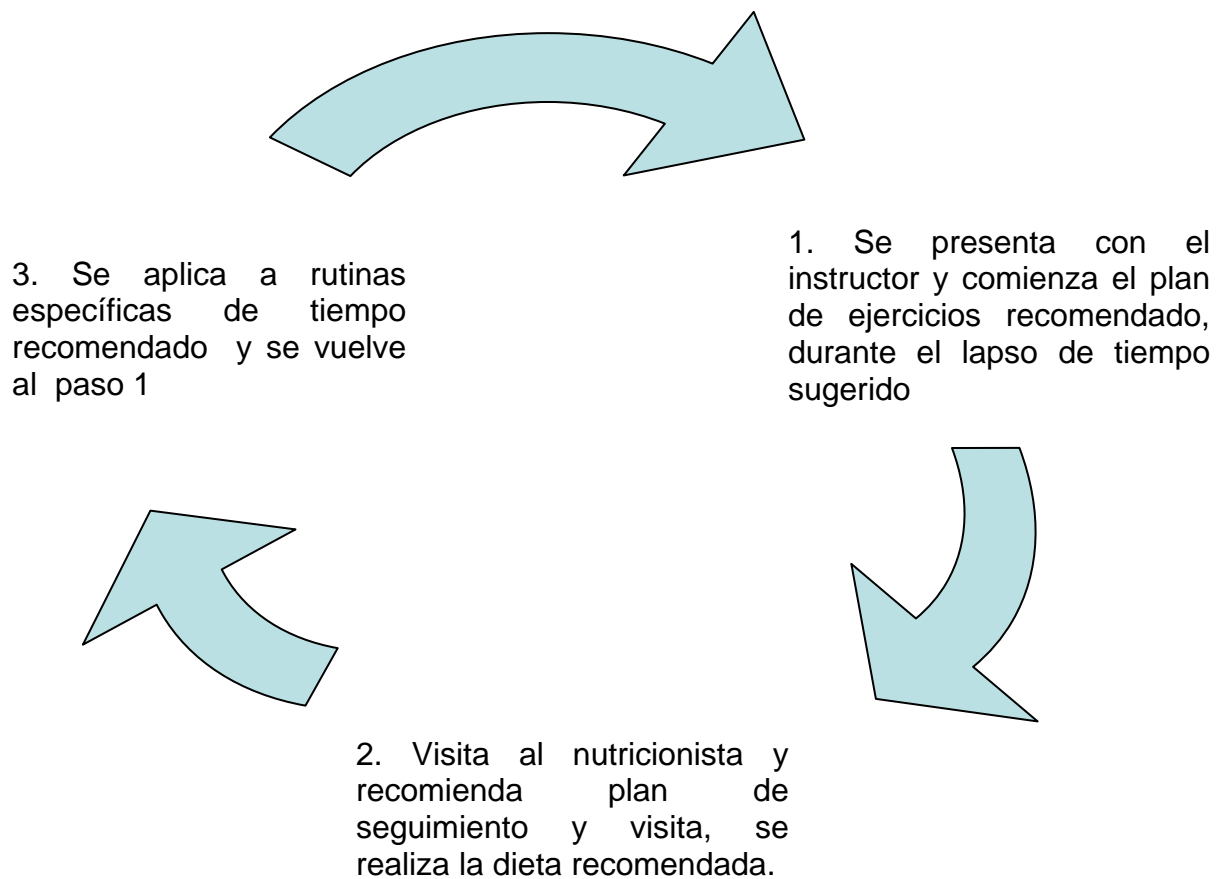 1. Se presenta con el
instructor y comienza el plan
de ejercicios recomendado,
durante el lapso de tiempo
sugerido
2. Visita al nutricionista y
recomienda plan de
seguimiento y visita, se
realiza la dieta recomendada.
3. Se aplica a rutinas
específicas de tiempo
recomendado y se vuelve
al paso 1